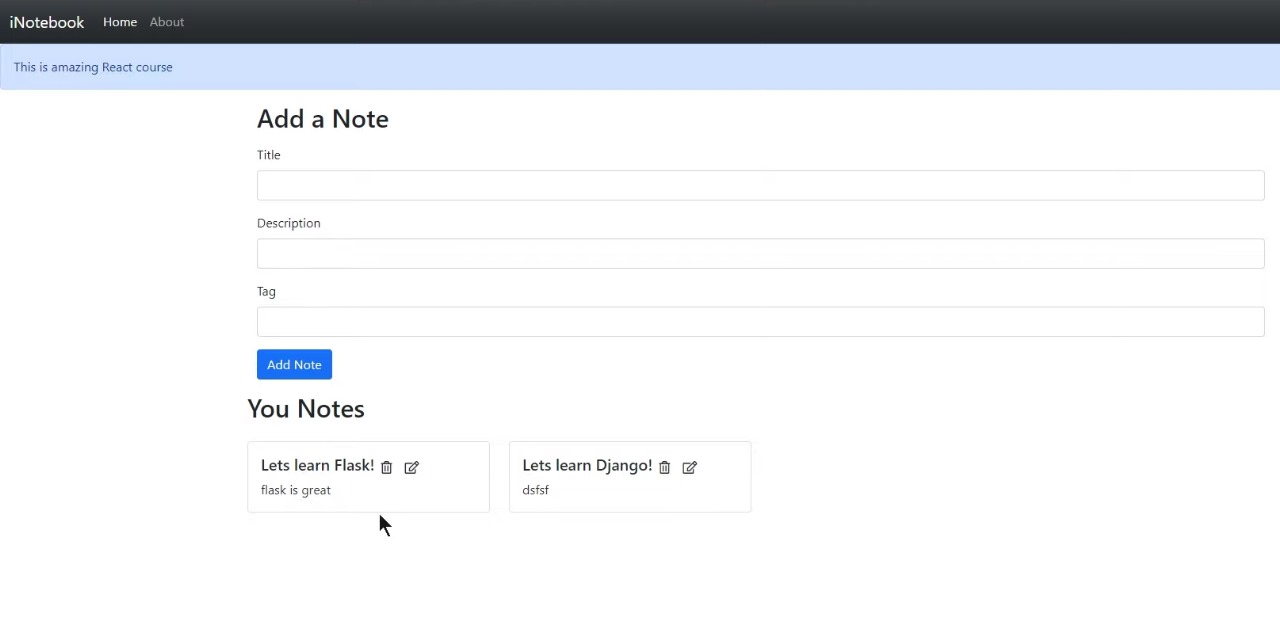 iNotebook Home About
This is amazing React course
Add a Note
Title
Description
Tag
Add Note
You Notes
Lets learn Flask! Lets learn Django!
flask is great dsfsf